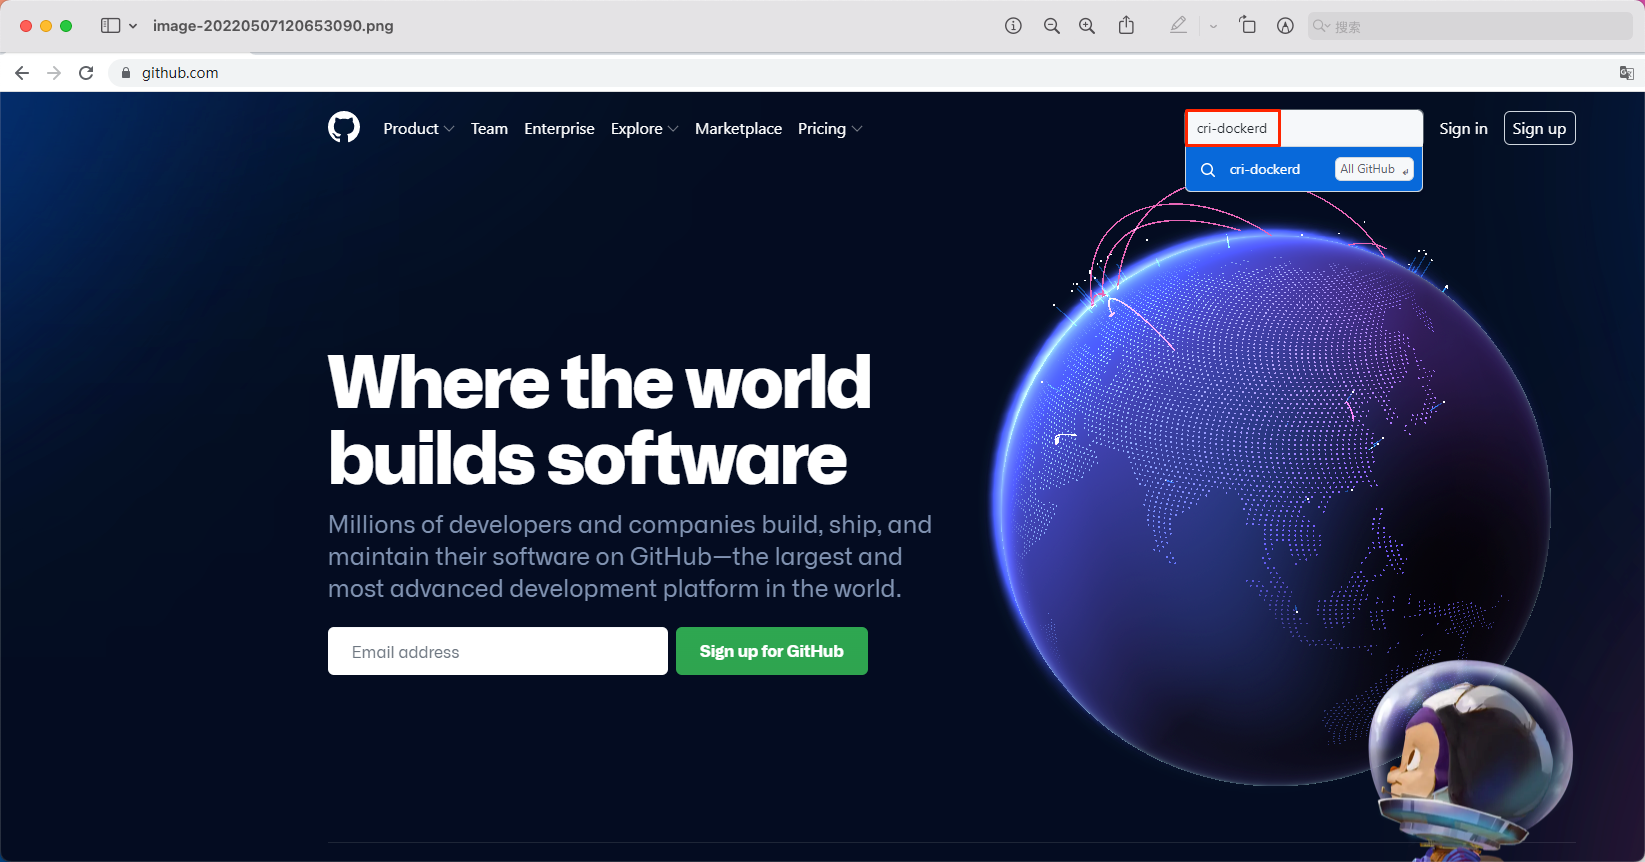 image-20220507120653090.png
搜索
github.com
Product Team Enterprise Explore Marketplace Pricing
cri-dockerd
Sign in Sign up
cri-dockerd All GitHub ↵
Where the world
builds software
Millions of developers and companies build, ship, and
maintain their software on GitHub—the largest and
most advanced development platform in the world.
Email address
Sign up for GitHub